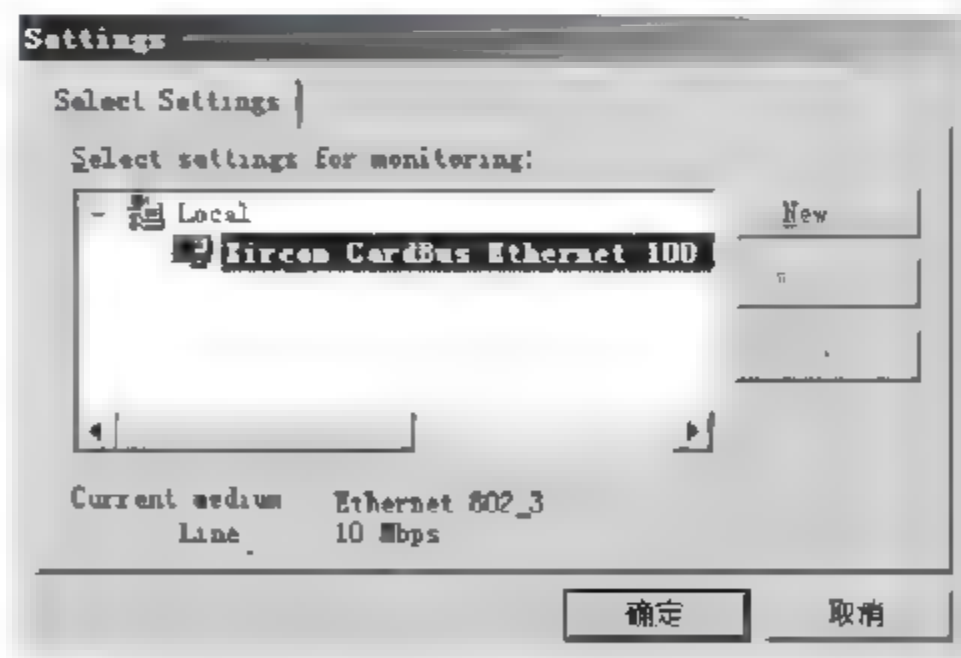 Settings
Select Settings
Select settings for monitoring:
Local
New
Xircom CardBus Ethernet 100
Current medium Ethernet 802_3
Line 10 Mbps
确定 取消